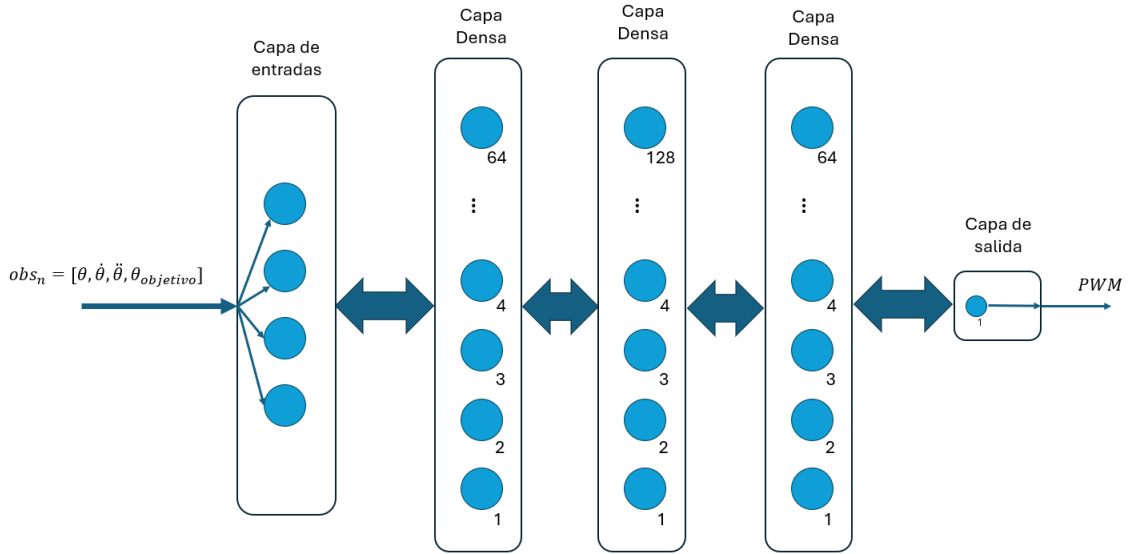 Capa de
entradas
Capa
Densa
Capa
Densa
Capa
Densa
Capa de
salida
obsₙ = [θ, θ̇, θ̈, θ_objetivo]
64
⋮
4
3
2
1
128
⋮
4
3
2
1
64
⋮
4
3
2
1
1
PWM